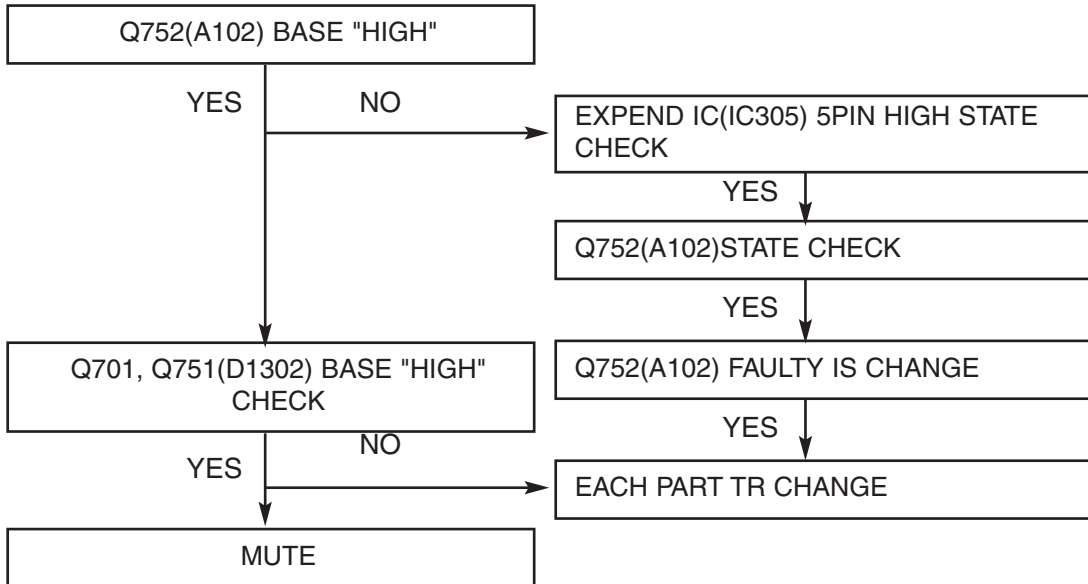 Q752(A102) BASE "HIGH"
YES
NO
EXPEND IC(IC305) 5PIN HIGH STATE
CHECK
YES
Q752(A102)STATE CHECK
YES
Q752(A102) FAULTY IS CHANGE
YES
EACH PART TR CHANGE
Q701, Q751(D1302) BASE "HIGH"
CHECK
YES
NO
MUTE